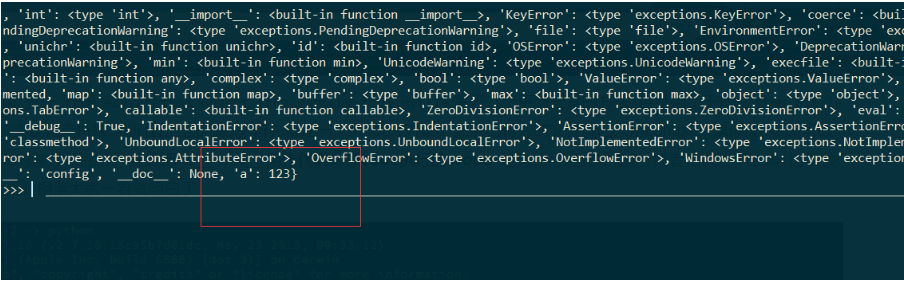 , 'int': <type 'int'>, '__import__': <built-in function __import__>, 'KeyError': <type 'exceptions.KeyError'>, 'coerce': <buil
ndingDeprecationWarning': <type 'exceptions.PendingDeprecationWarning'>, 'file': <type 'file'>, 'EnvironmentError': <type exc
, 'unichr': <built-in function unichr>, 'id': <built-in function id>, 'OSError': <type 'exceptions.OSError'>, 'DeprecationWarn
precationWarning'>, 'min': <built-in function min>, 'UnicodeWarning': <type 'exceptions.UnicodeWarning'>, 'execfile': <built-i
': <built-in function any>, 'complex': <type 'complex'>, 'bool': <type 'bool'>, 'ValueError': <type 'exceptions.ValueError'>,
mented, 'map': <built-in function map>, 'buffer': <type 'buffer'>, 'max': <built-in function max>, 'object': <type 'object'>,
ons.TabError'>, 'callable': <built-in function callable>, 'ZeroDivisionError': <type 'exceptions.ZeroDivisionError'>, 'eval':
'__debug__': True, 'IndentationError': <type 'exceptions.IndentationError'>, 'AssertionError': <type 'exceptions.AssertionErro
'classmethod'>, 'UnboundLocalError': <type 'exceptions.UnboundLocalError'>, 'NotImplementedError': <type 'exceptions.NotImplem
ror': <type 'exceptions.AttributeError'>, 'OverflowError': <type 'exceptions.OverflowError'>, 'WindowsError': <type 'exception
__': 'config', '__doc__': None, 'a': 123}
>>>